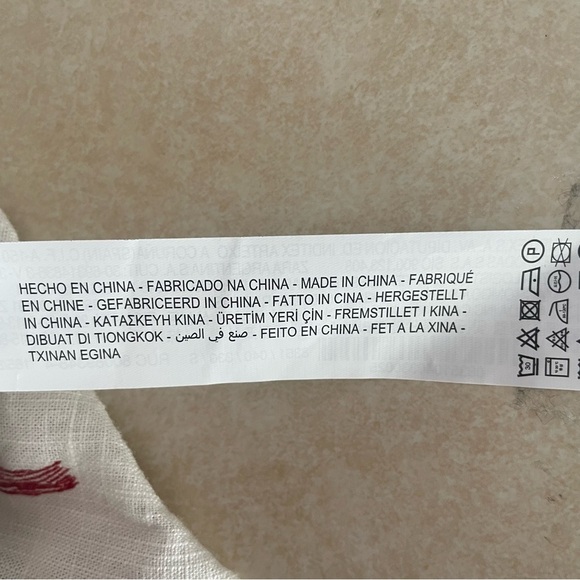 HECHO EN CHINA - FABRICADO NA CHINA - MADE IN CHINA - FABRIQUÉ
EN CHINE - GEFABRICEERD IN CHINA - FATTO IN CINA - HERGESTELLT
IN CHINA - ΚΑΤΑΣΚΕΥΗ ΚΙΝΑ - ÜRETİM YERİ ÇİN - FREMSTILLET I KINA -
DIBUAT DI TIONGKOK - صنع في الصين - FEITO EN CHINA - FET A LA XINA -
TXINAN EGINA
P
30